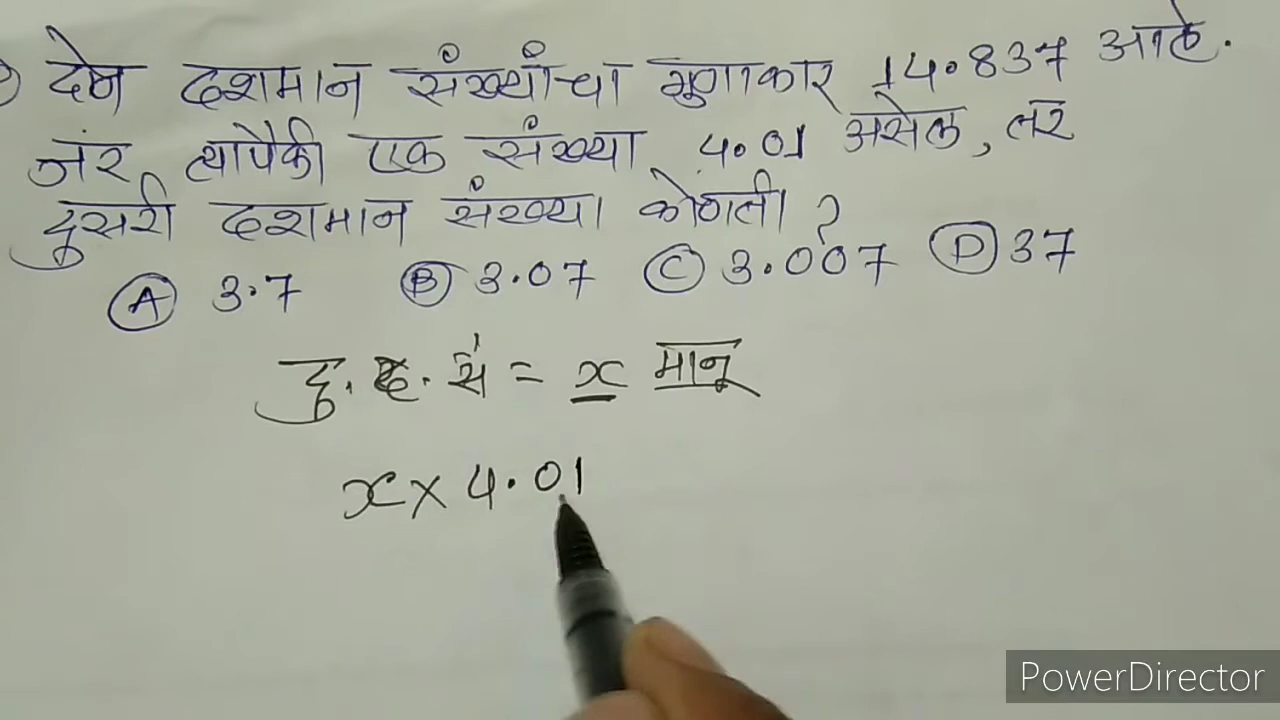 दोन दशमान संख्यांचा गुणाकार 14.837 आहे.
जर त्यापैकी एक संख्या 4.01 असेल, तर
दुसरी दशमान संख्या कोणती?
(A) 3.7 (B) 3.07 (C) 3.007 (D) 37
दु. द. सं = x मानू
x × 4.01
PowerDirector